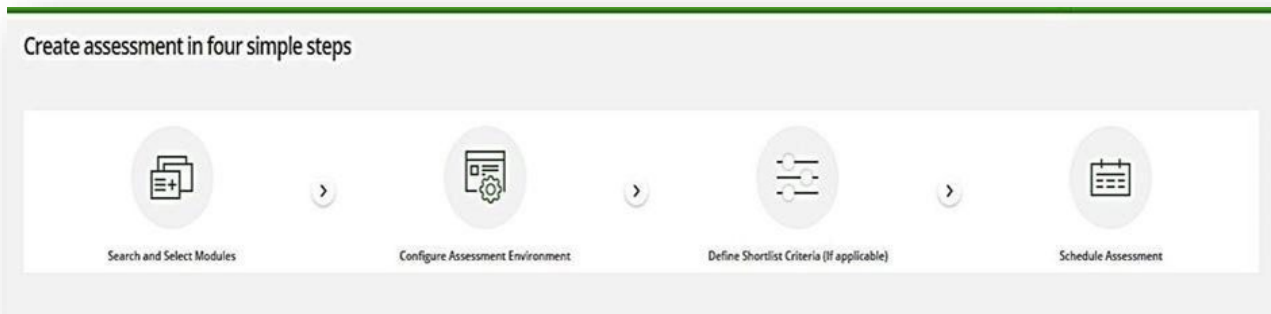 Create assessment in four simple steps
Search and Select Modules
Configure Assessment Environment
Define Shortlist Criteria (If applicable)
Schedule Assessment